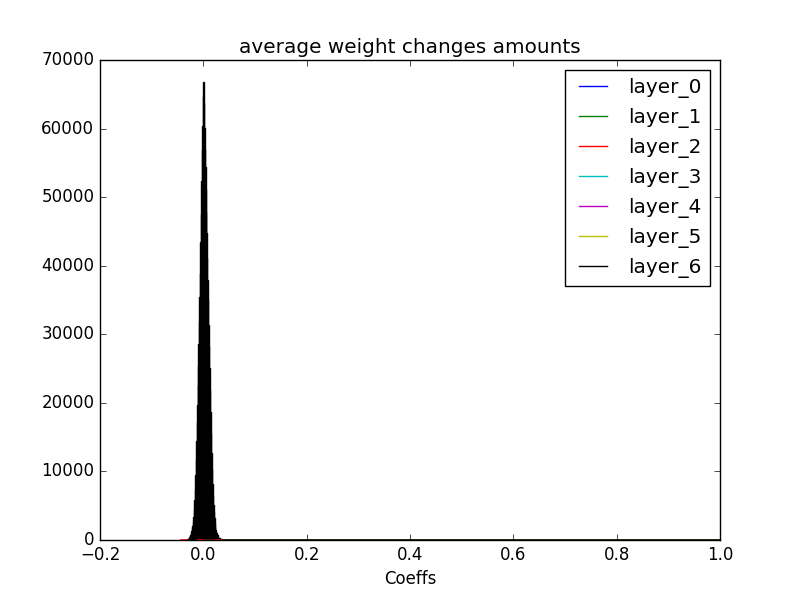 average weight changes amounts
70000
60000
50000
40000
30000
20000
10000
0
layer_0
layer_1
layer_2
layer_3
layer_4
layer_5
layer_6
−0.2 0.0 0.2 0.4 0.6 0.8 1.0
Coeffs